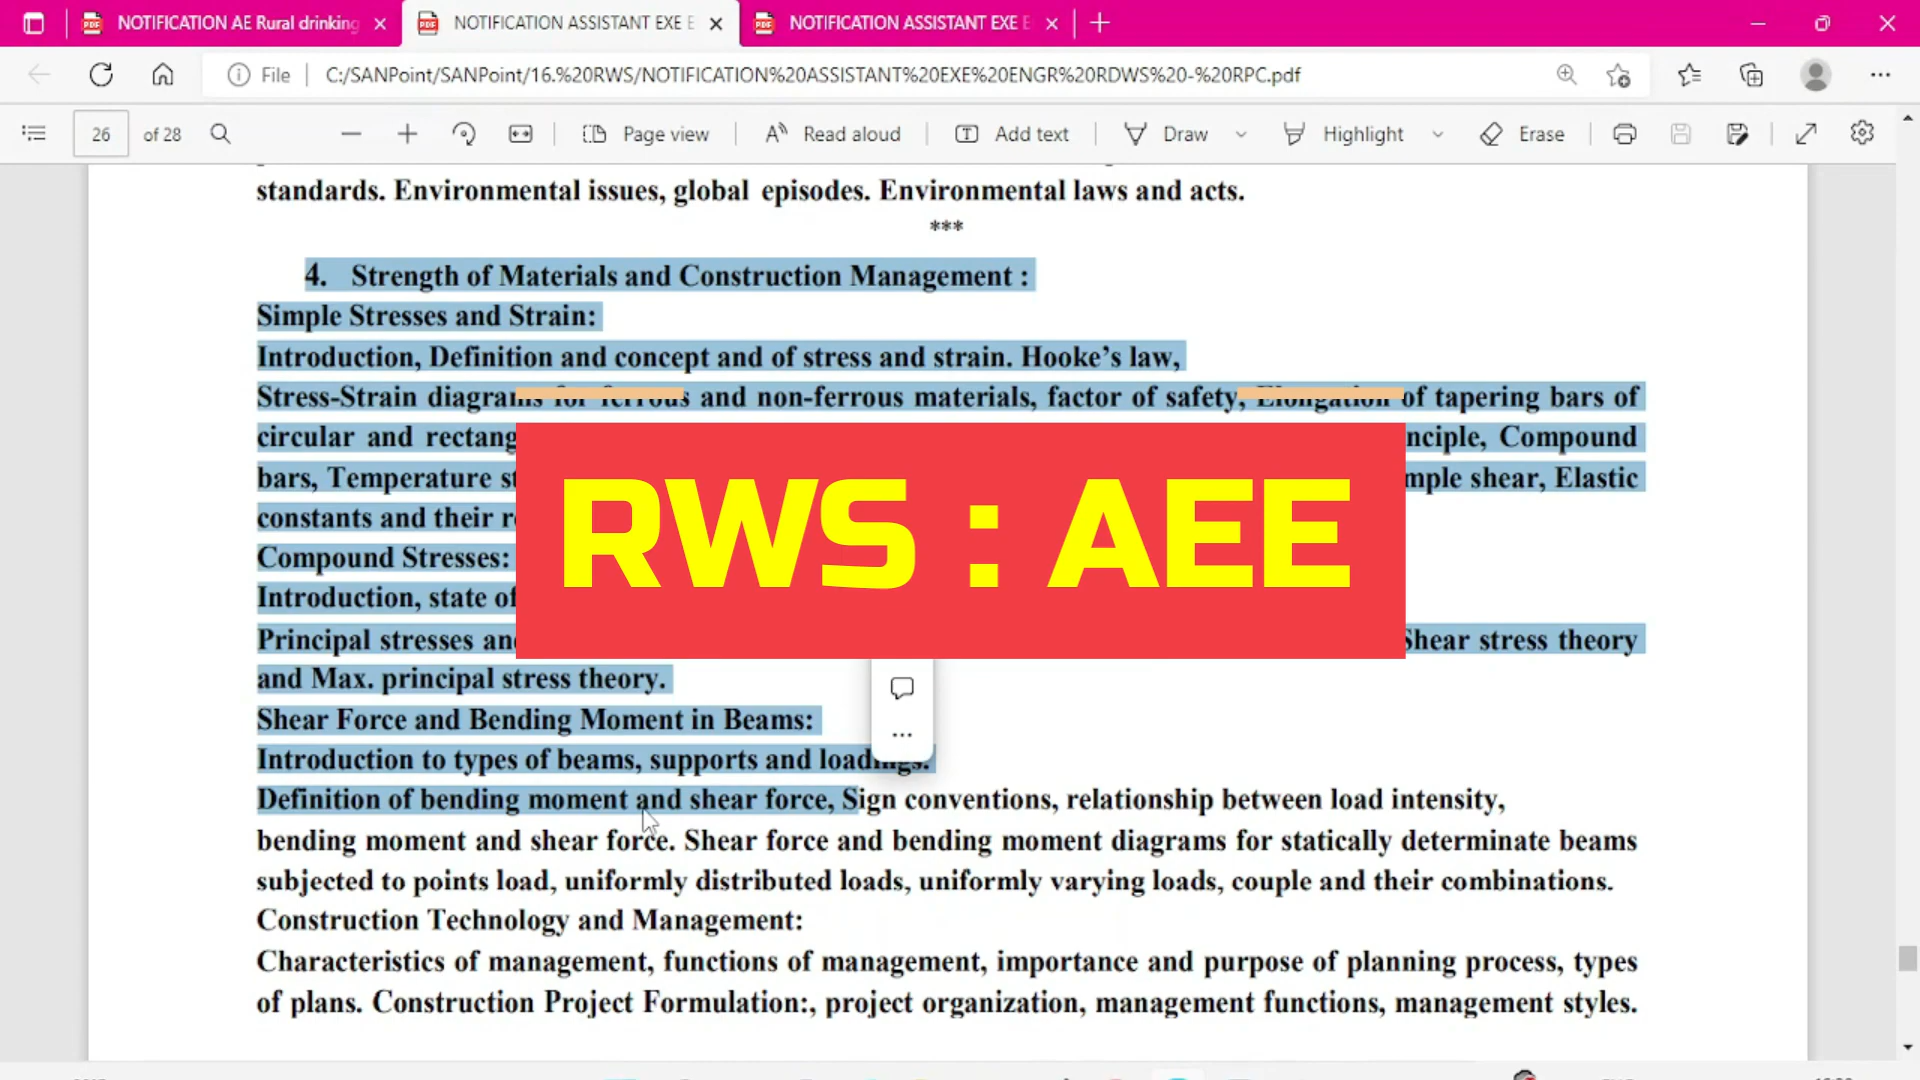 NOTIFICATION AE Rural drinking
NOTIFICATION ASSISTANT EXE E
NOTIFICATION ASSISTANT EXE E
File
C:/SANPoint/SANPoint/16.%20RWS/NOTIFICATION%20ASSISTANT%20EXE%20ENGR%20RDWS%20-%20RPC.pdf
26 of 28
Page view
Read aloud
Add text
Draw
Highlight
Erase
standards. Environmental issues, global episodes. Environmental laws and acts.
***
4. Strength of Materials and Construction Management :
Simple Stresses and Strain:
Introduction, Definition and concept and of stress and strain. Hooke’s law,
Stress-Strain diagrams for ferrous and non-ferrous materials, factor of safety, Elongation of tapering bars of
circular and rectang nciple, Compound
bars, Temperature st mple shear, Elastic
constants and their r
Compound Stresses:
Introduction, state of
Principal stresses an Shear stress theory
and Max. principal stress theory.
Shear Force and Bending Moment in Beams:
Introduction to types of beams, supports and loadings.
Definition of bending moment and shear force, Sign conventions, relationship between load intensity,
bending moment and shear force. Shear force and bending moment diagrams for statically determinate beams
subjected to points load, uniformly distributed loads, uniformly varying loads, couple and their combinations.
Construction Technology and Management:
Characteristics of management, functions of management, importance and purpose of planning process, types
of plans. Construction Project Formulation:, project organization, management functions, management styles.
RWS : AEE